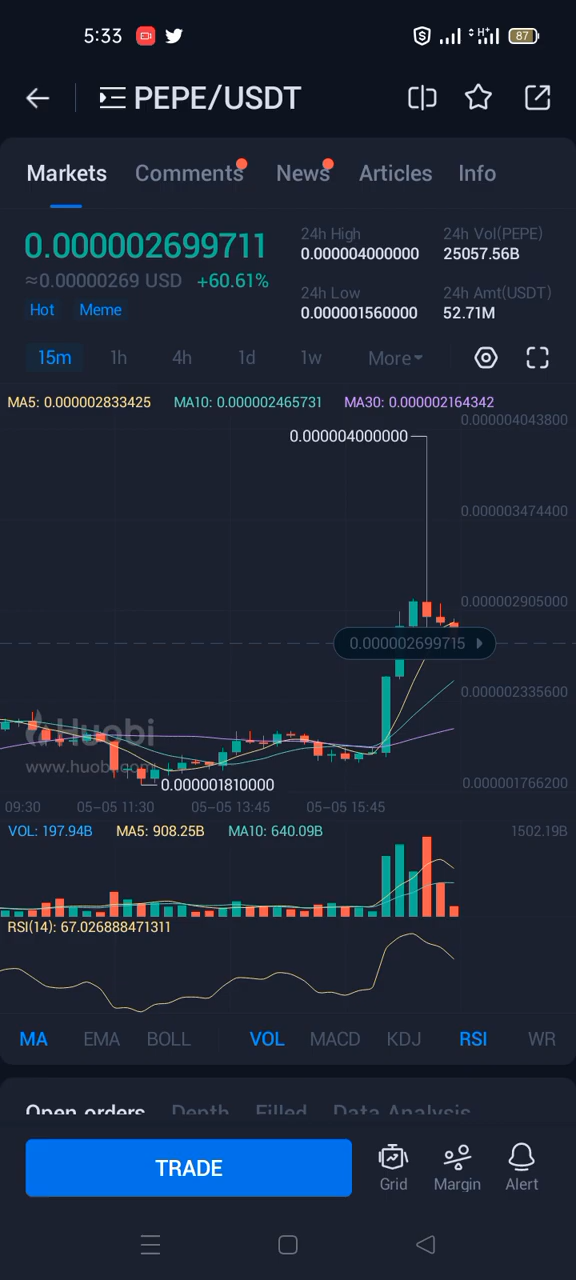 5:33
87
PEPE/USDT
Markets Comments News Articles Info
0.000002699711
≈0.00000269 USD +60.61%
Hot Meme
24h High 24h Vol(PEPE)
0.000004000000 25057.56B
24h Low 24h Amt(USDT)
0.000001560000 52.71M
15m 1h 4h 1d 1w More
MA5: 0.000002833425 MA10: 0.000002465731 MA30: 0.000002164342
0.000004043800
0.000004000000
0.000003474400
0.000002905000
0.000002699715
0.000002335600
Huobi
www.huobi.com
0.000001810000
0.000001766200
09:30 05-05 11:30 05-05 13:45 05-05 15:45
VOL: 197.94B MA5: 908.25B MA10: 640.09B 1502.19B
RSI(14): 67.026888471311
MA EMA BOLL VOL MACD KDJ RSI WR
Open orders Depth Filled Data Analysis
TRADE
Grid Margin Alert